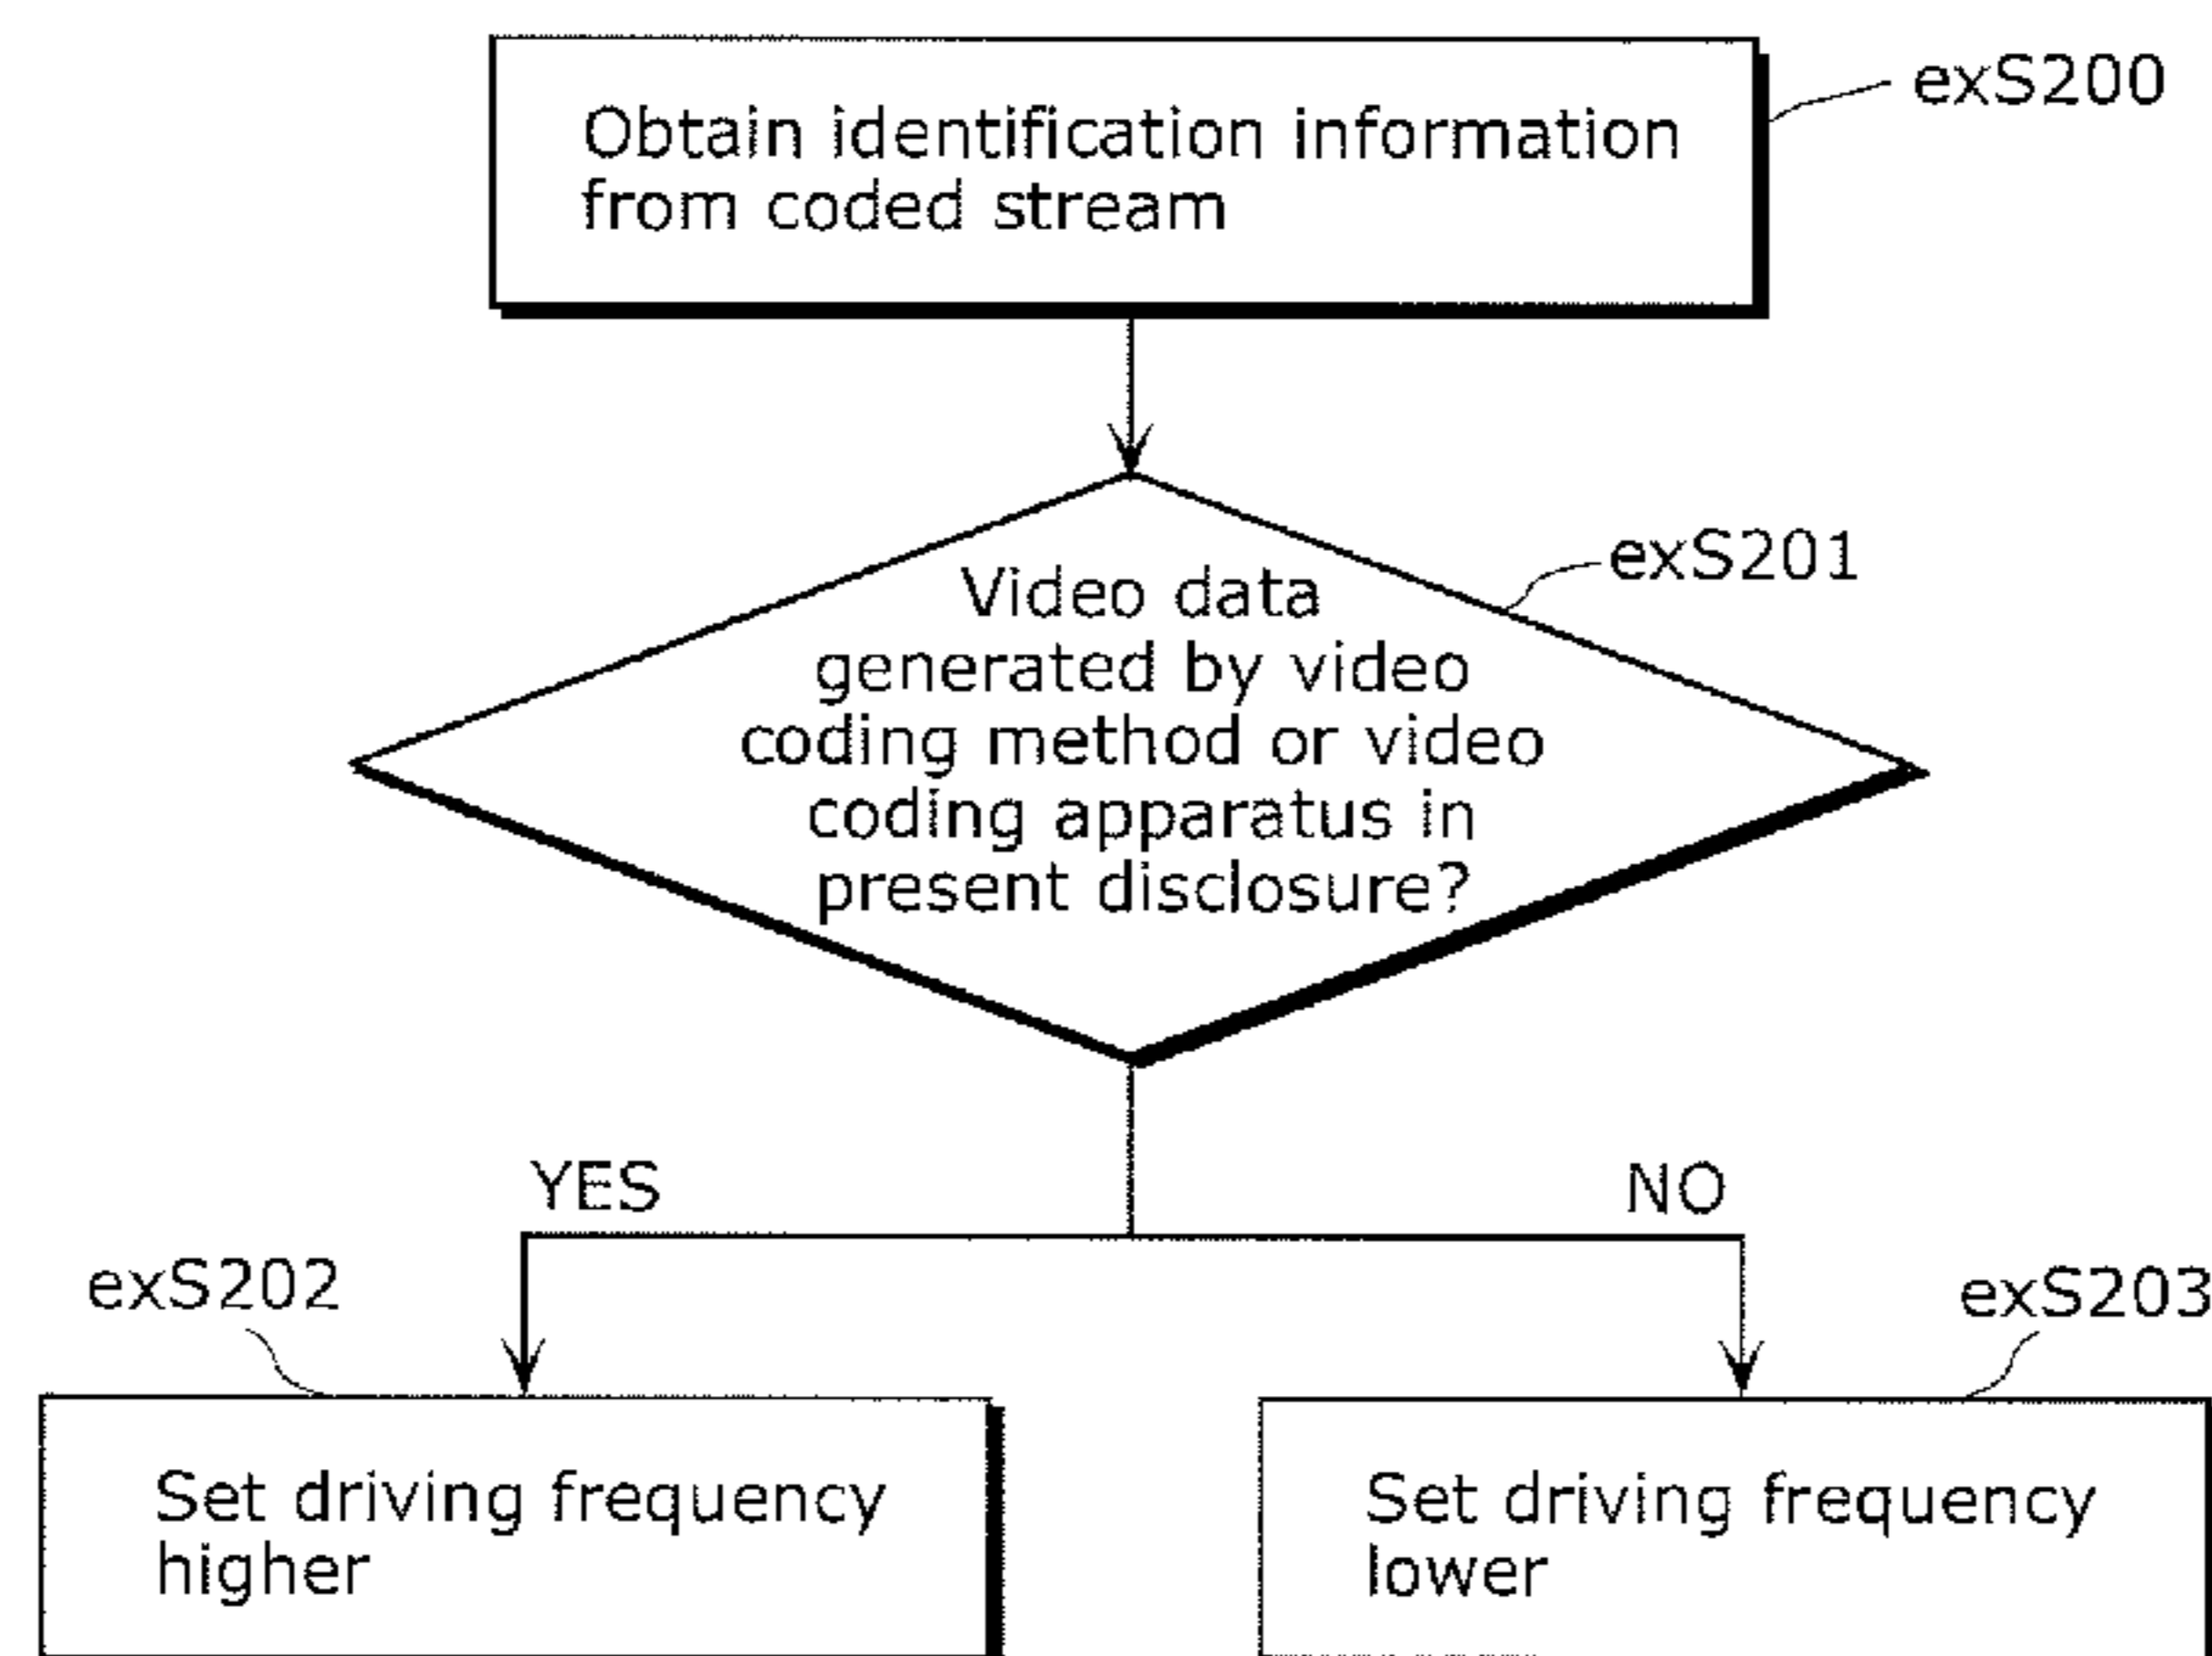 exS200
Obtain identification information
from coded stream
exS201
Video data
generated by video
coding method or video
coding apparatus in
present disclosure?
YES
NO
exS202
exS203
Set driving frequency
higher
Set driving frequency
lower